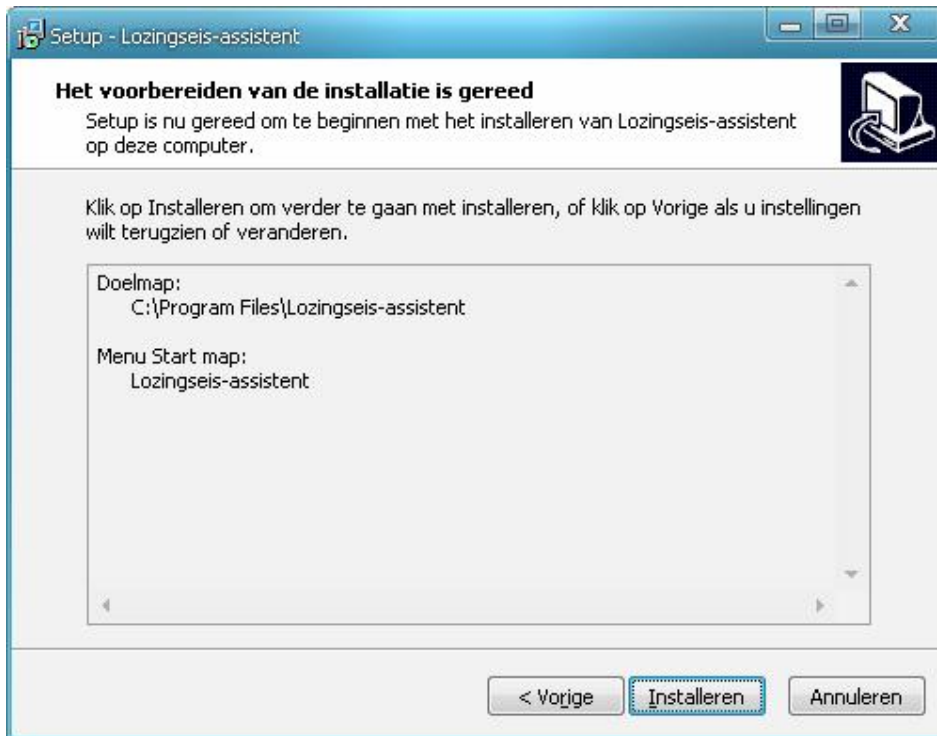 Setup - Lozingseis-assistent
Het voorbereiden van de installatie is gereed
Setup is nu gereed om te beginnen met het installeren van Lozingseis-assistent
op deze computer.
Klik op Installeren om verder te gaan met installeren, of klik op Vorige als u instellingen
wilt terugzien of veranderen.
Doelmap:
C:\Program Files\Lozingseis-assistent
Menu Start map:
Lozingseis-assistent
< Vorige Installeren Annuleren